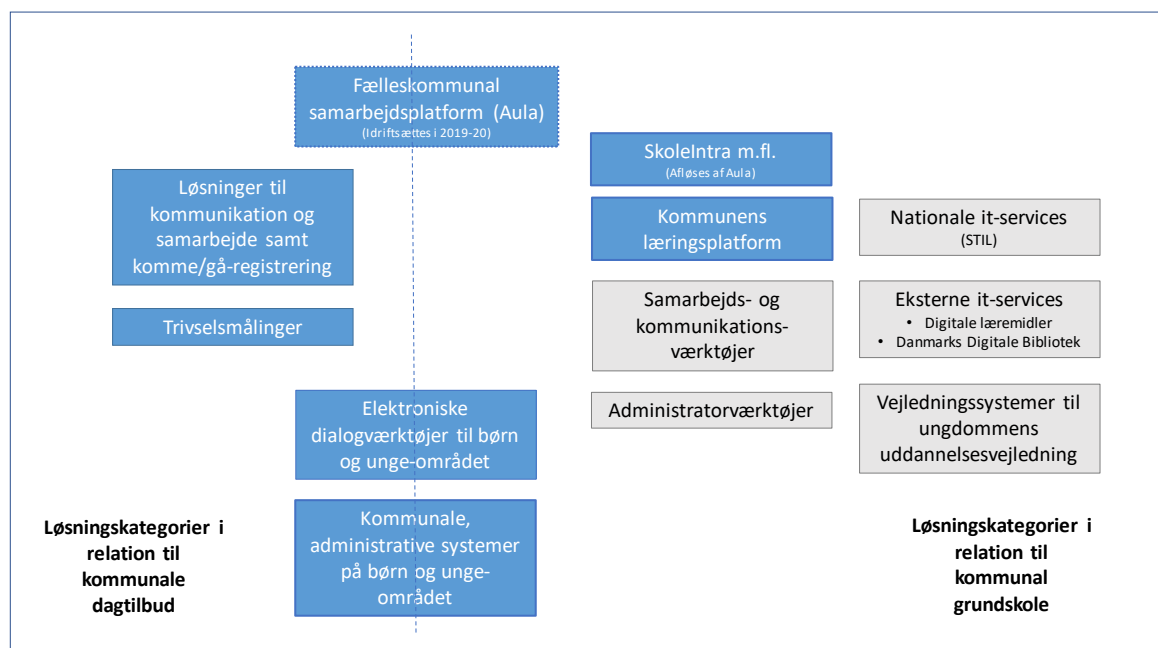 Fælleskommunal
samarbejdsplatform (Aula)
(Idriftsættes i 2019-20)
SkoleIntra m.fl.
(Afløses af Aula)
Løsninger til
kommunikation og
samarbejde samt
komme/gå-registrering
Kommunens
læringsplatform
Nationale it-services
(STIL)
Trivselsmålinger
Samarbejds- og
kommunikations-
værktøjer
Eksterne it-services
• Digitale læremidler
• Danmarks Digitale Bibliotek
Elektroniske
dialogværktøjer til børn
og unge-området
Administratorværktøjer
Vejledningssystemer til
ungdommens
uddannelsesvejledning
Kommunale,
administrative systemer
på børn og unge-
området
Løsningskategorier i
relation til
kommunale
dagtilbud
Løsningskategorier i
relation til
kommunal
grundskole